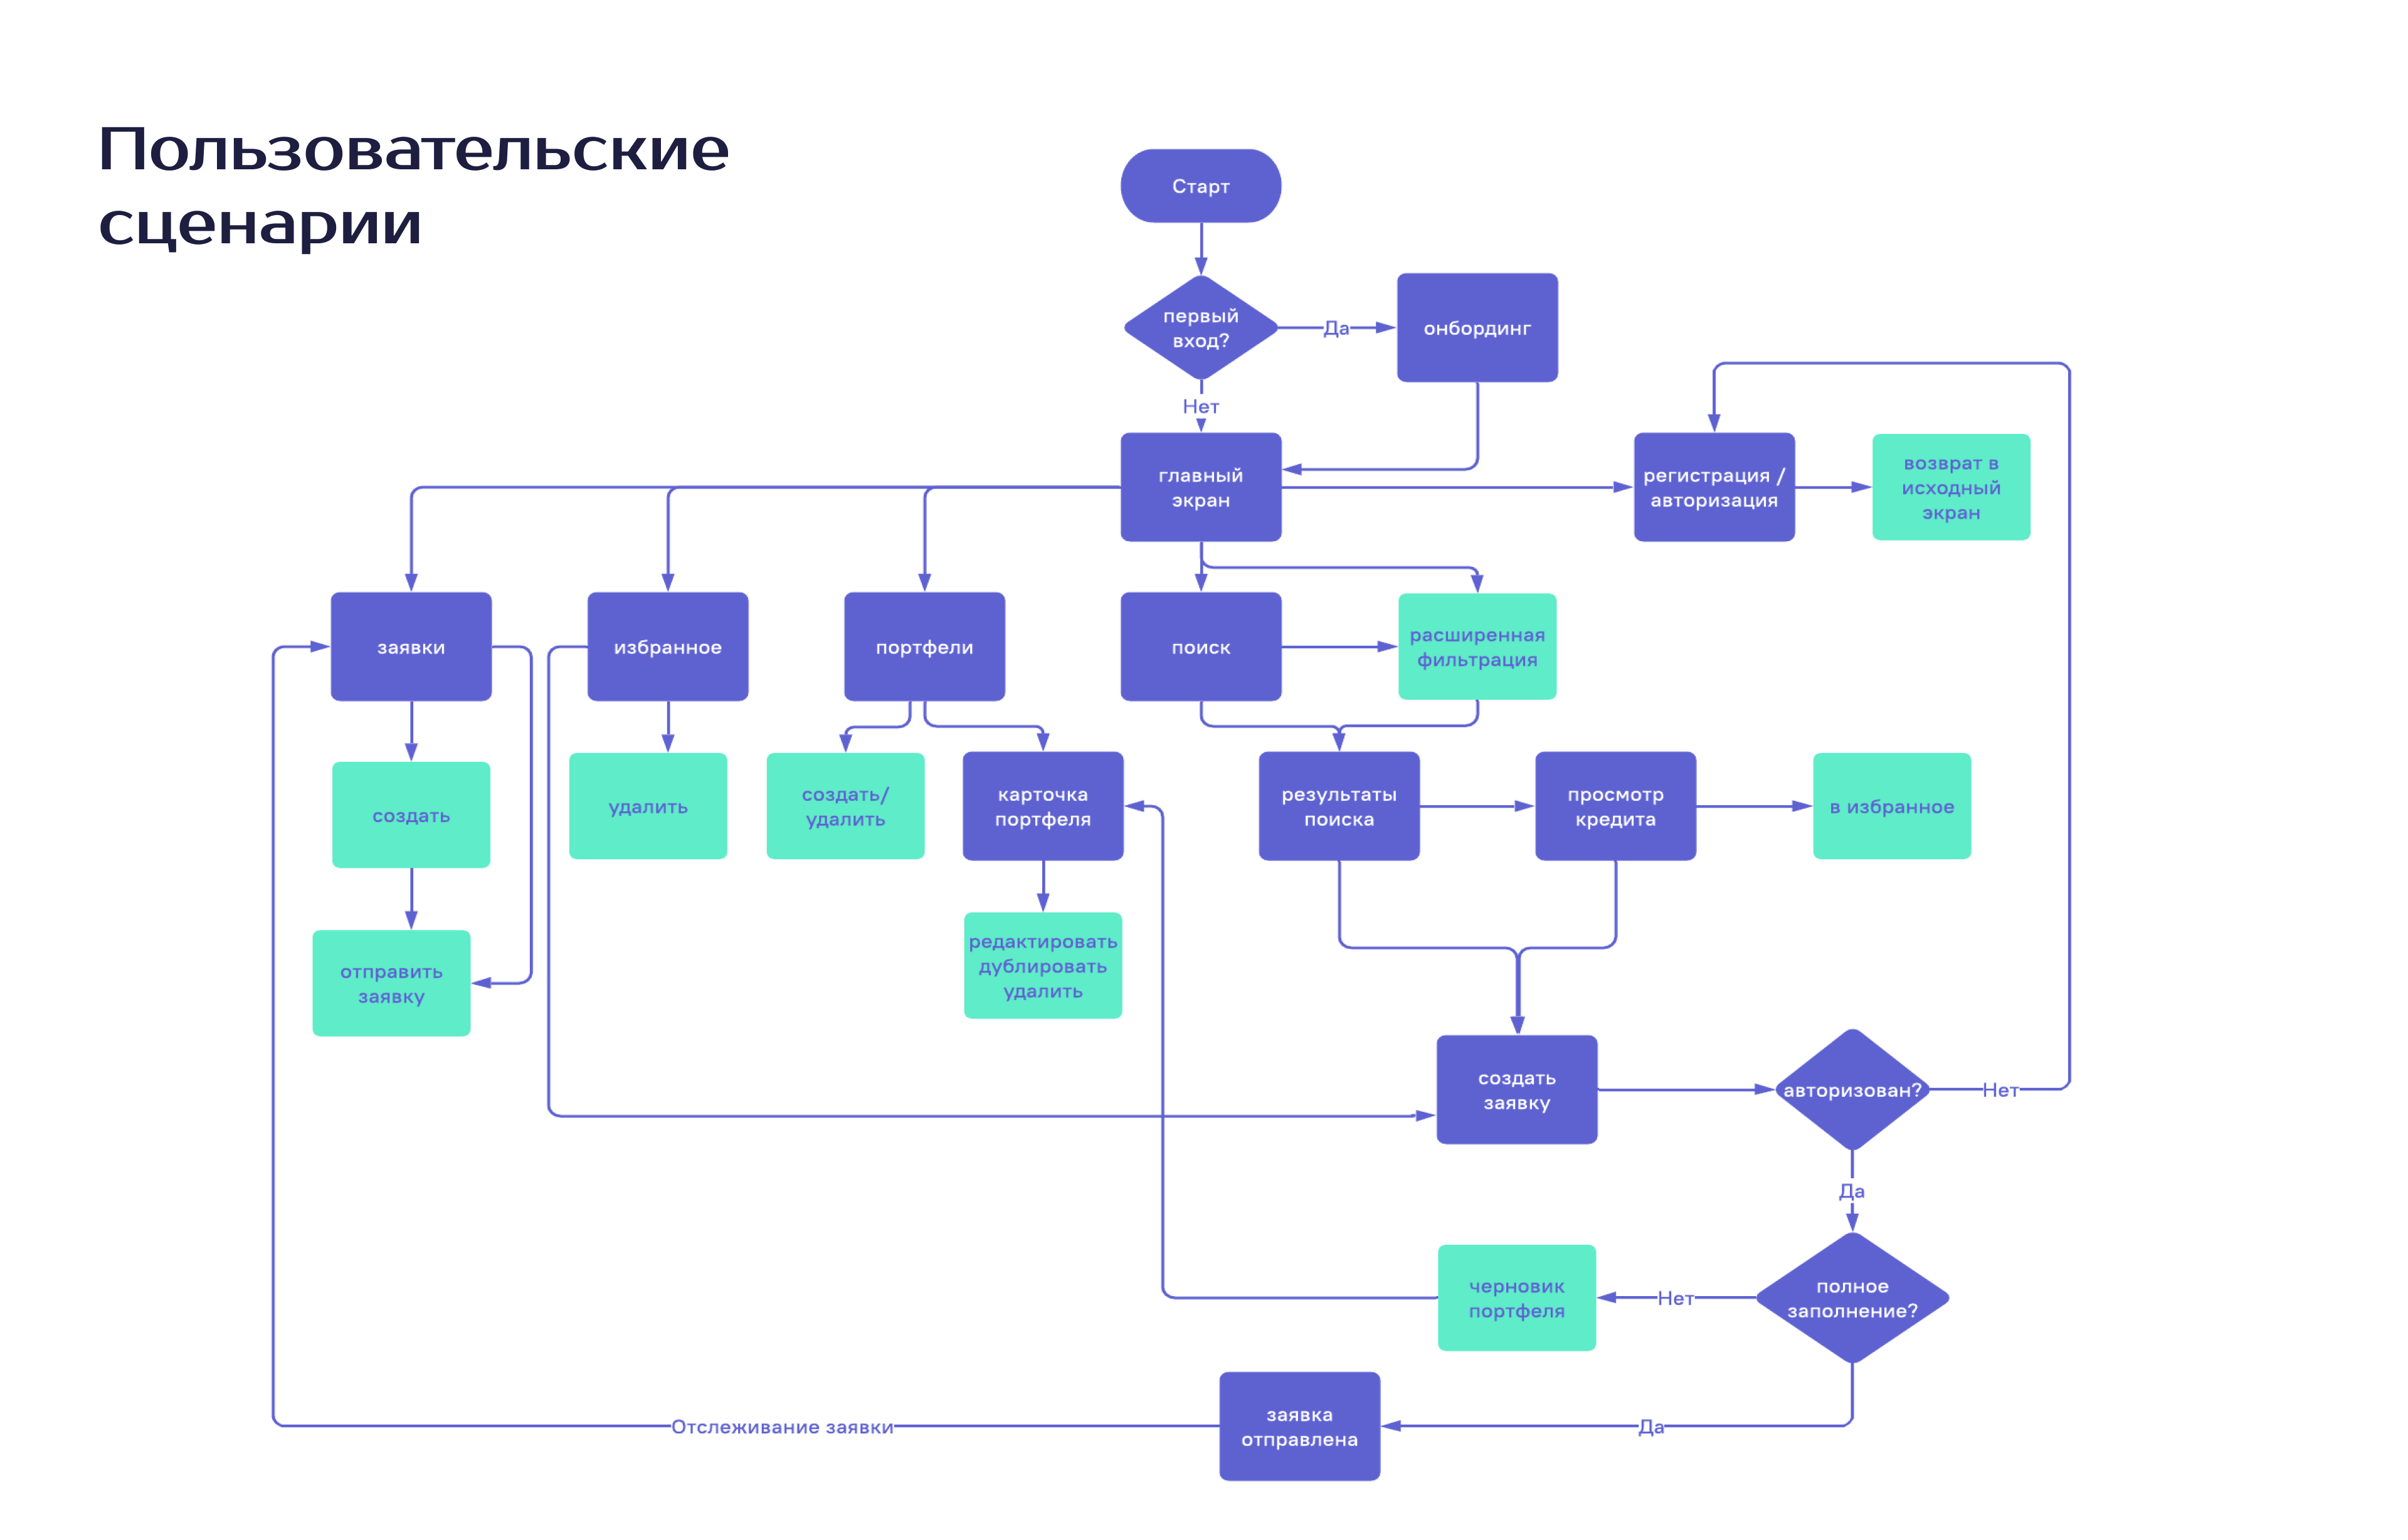 Пользовательские
сценарии
Старт
первый
вход?
Да
онбординг
Нет
главный
экран
регистрация /
авторизация
возврат в
исходный
экран
заявки
избранное
портфели
поиск
расширенная
фильтрация
создать
удалить
создать/
удалить
карточка
портфеля
результаты
поиска
просмотр
кредита
в избранное
отправить
заявку
редактировать
дублировать
удалить
создать
заявку
авторизован?
Нет
Да
черновик
портфеля
Нет
полное
заполнение?
Отслеживание заявки
заявка
отправлена
Да